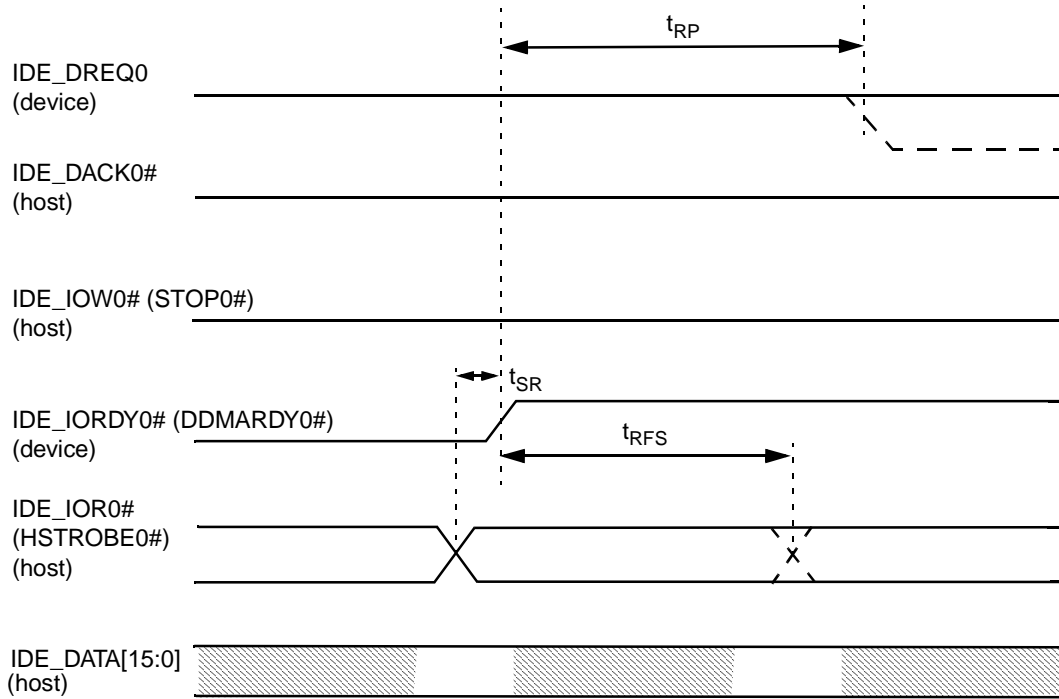 tRP
IDE_DREQ0
(device)
IDE_DACK0#
(host)
IDE_IOW0# (STOP0#)
(host)
tSR
IDE_IORDY0# (DDMARDY0#)
(device)
tRFS
IDE_IOR0#
(HSTROBE0#)
(host)
IDE_DATA[15:0]
(host)